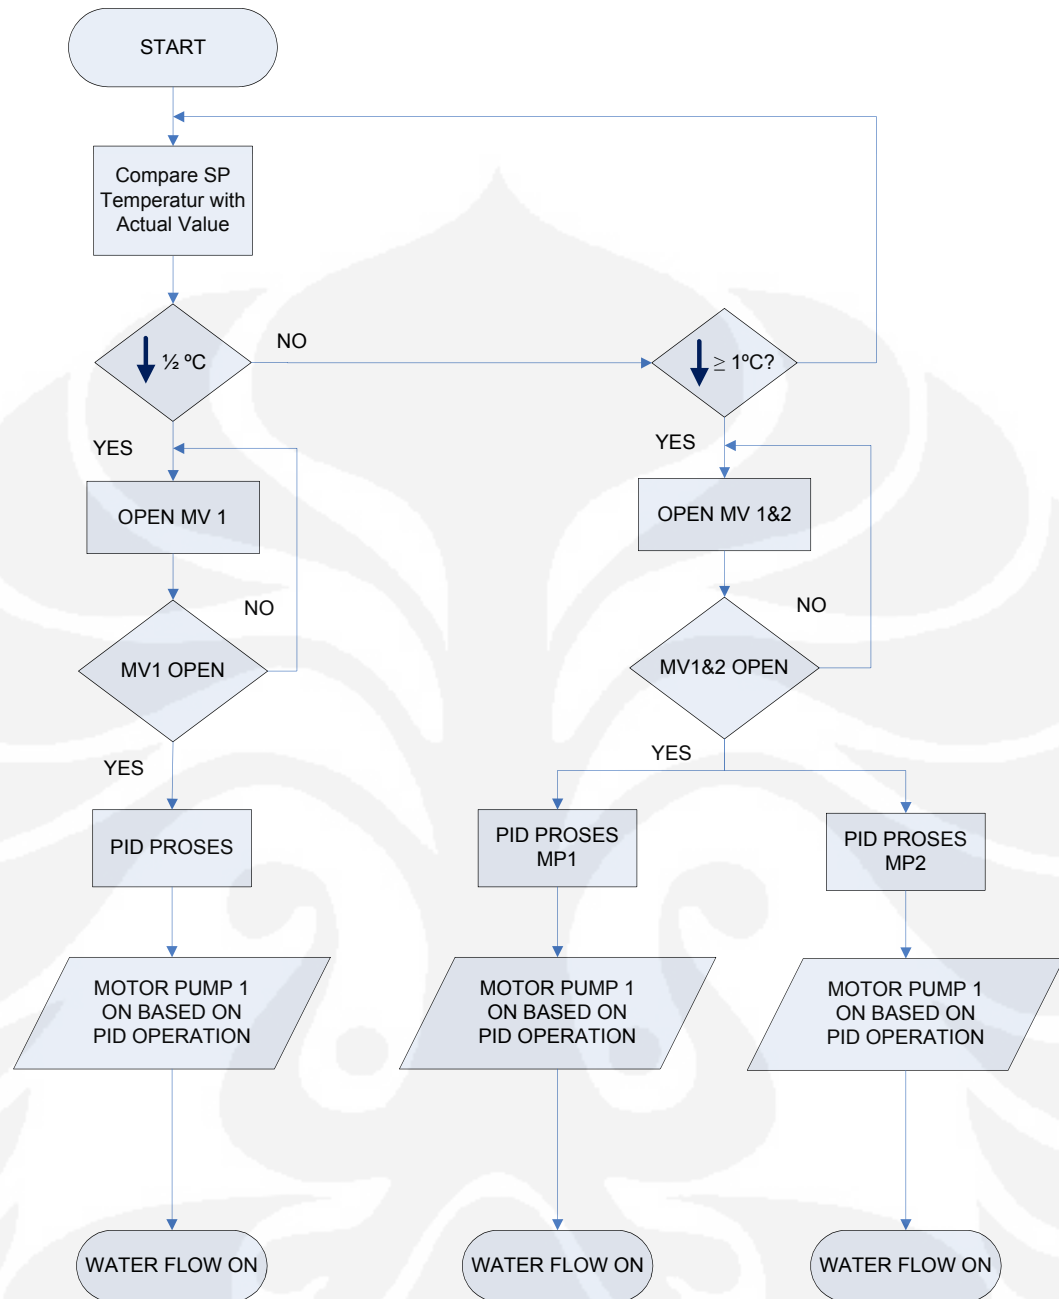 START
Compare SP
Temperatur with
Actual Value
½ ºC
NO
≥ 1ºC?
YES
YES
OPEN MV 1
OPEN MV 1&2
NO
NO
MV1 OPEN
MV1&2 OPEN
YES
YES
PID PROSES
PID PROSES
MP1
PID PROSES
MP2
MOTOR PUMP 1
ON BASED ON
PID OPERATION
MOTOR PUMP 1
ON BASED ON
PID OPERATION
MOTOR PUMP 1
ON BASED ON
PID OPERATION
WATER FLOW ON
WATER FLOW ON
WATER FLOW ON